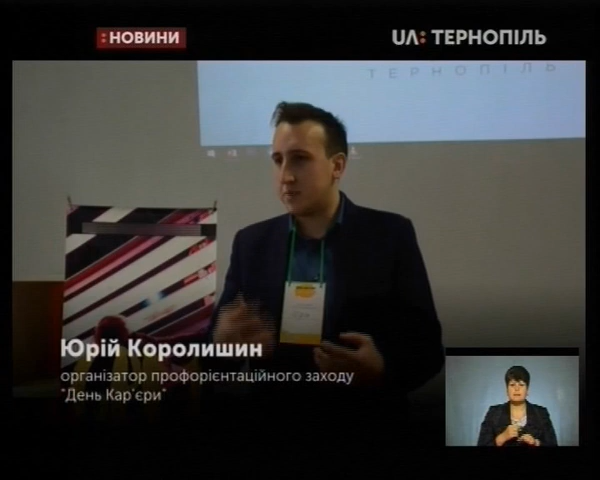 :НОВИНИ
UA: ТЕРНОПІЛЬ
ТЕРНОПІЛЬ
Юрій Королишин
організатор профорієнтаційного заходу
"День Кар'єри"